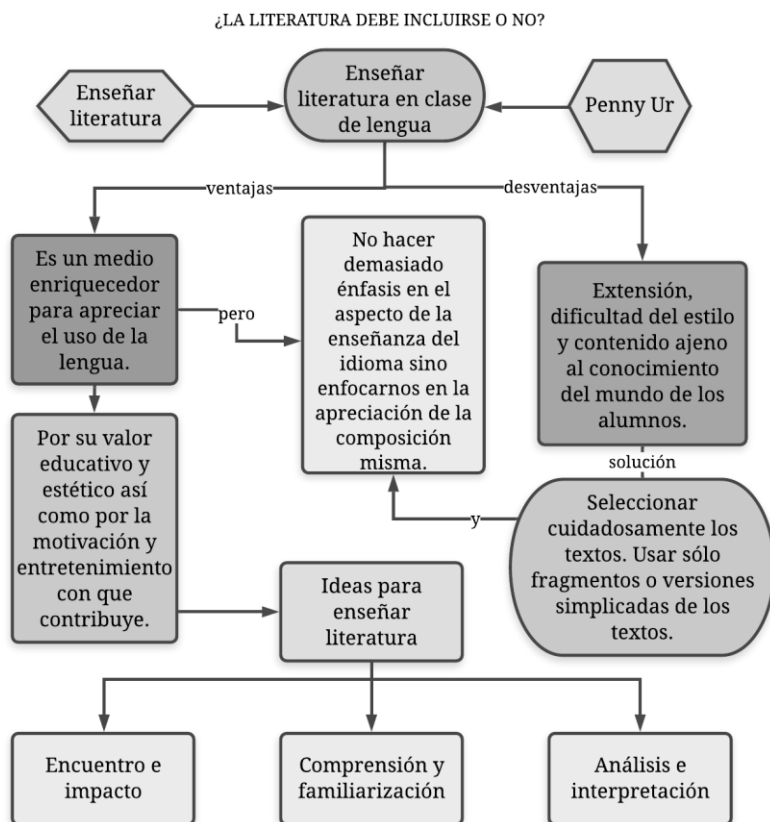 ¿LA LITERATURA DEBE INCLUIRSE O NO?
Enseñar
literatura
Enseñar
literatura en clase
de lengua
Penny Ur
ventajas
desventajas
Es un medio
enriquecedor
para apreciar
el uso de la
lengua.
pero
No hacer
demasiado
énfasis en el
aspecto de la
enseñanza del
idioma sino
enfocarnos en la
apreciación de la
composición
misma.
Extensión,
dificultad del estilo
y contenido ajeno
al conocimiento
del mundo de los
alumnos.
solución
Por su valor
educativo y
estético así
como por la
motivación y
entretenimiento
con que
contribuye.
y
Seleccionar
cuidadosamente los
textos. Usar sólo
fragmentos o versiones
simplicadas de los
textos.
Ideas para
enseñar
literatura
Encuentro e
impacto
Comprensión y
familiarización
Análisis e
interpretación